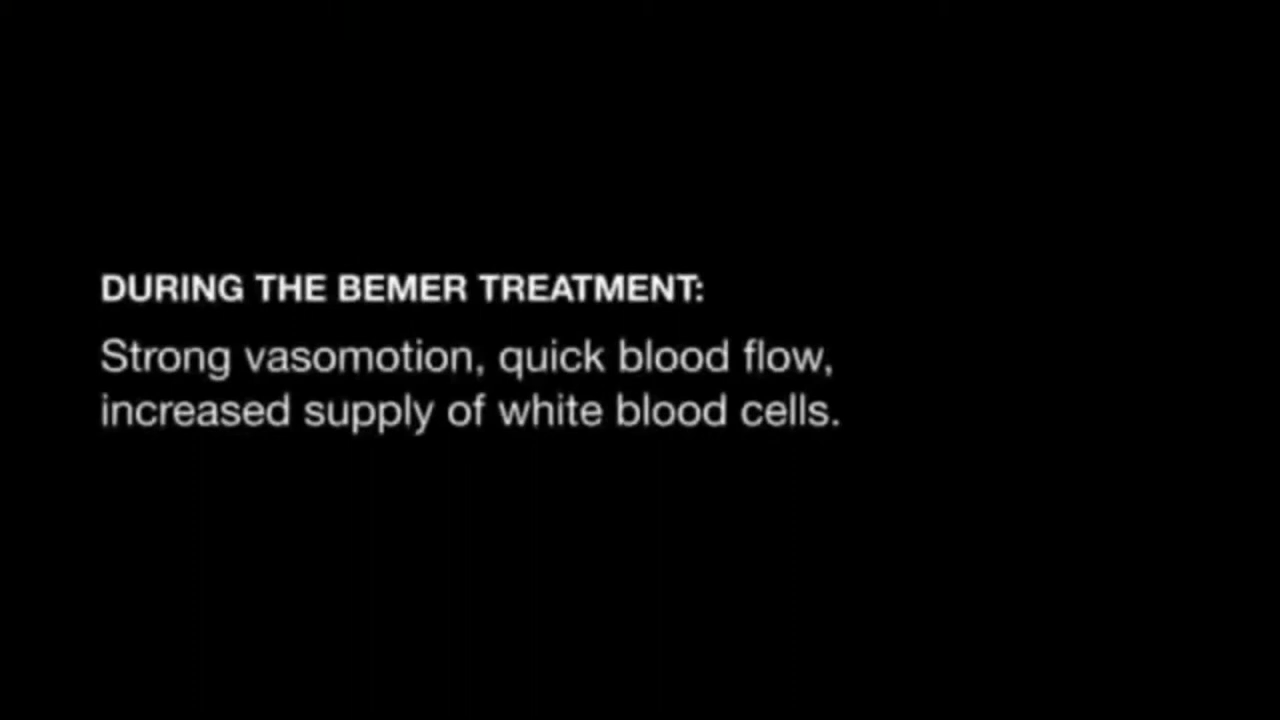 DURING THE BEMER TREATMENT:
Strong vasomotion, quick blood flow,
increased supply of white blood cells.